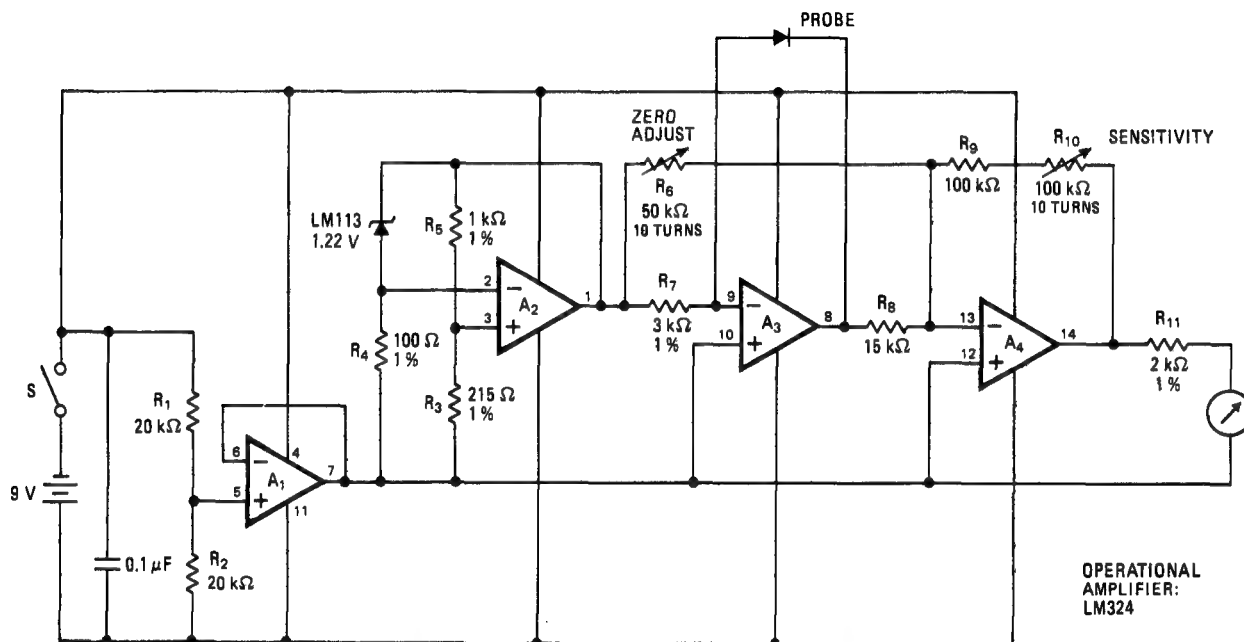 PROBE
ZERO
ADJUST
R6
50 kΩ
10 TURNS
R9
100 kΩ
R10
100 kΩ
10 TURNS
SENSITIVITY
LM113
1.22 V
R5
1 kΩ
1 %
2
3
A2
1
R7
3 kΩ
1 %
9
10
A3
8
R8
15 kΩ
13
12
A4
14
R11
2 kΩ
1 %
R4
100 Ω
1 %
R3
215 Ω
1 %
S
9 V
0.1 µF
R1
20 kΩ
R2
20 kΩ
6
5
A1
4
7
11
OPERATIONAL
AMPLIFIER:
LM324